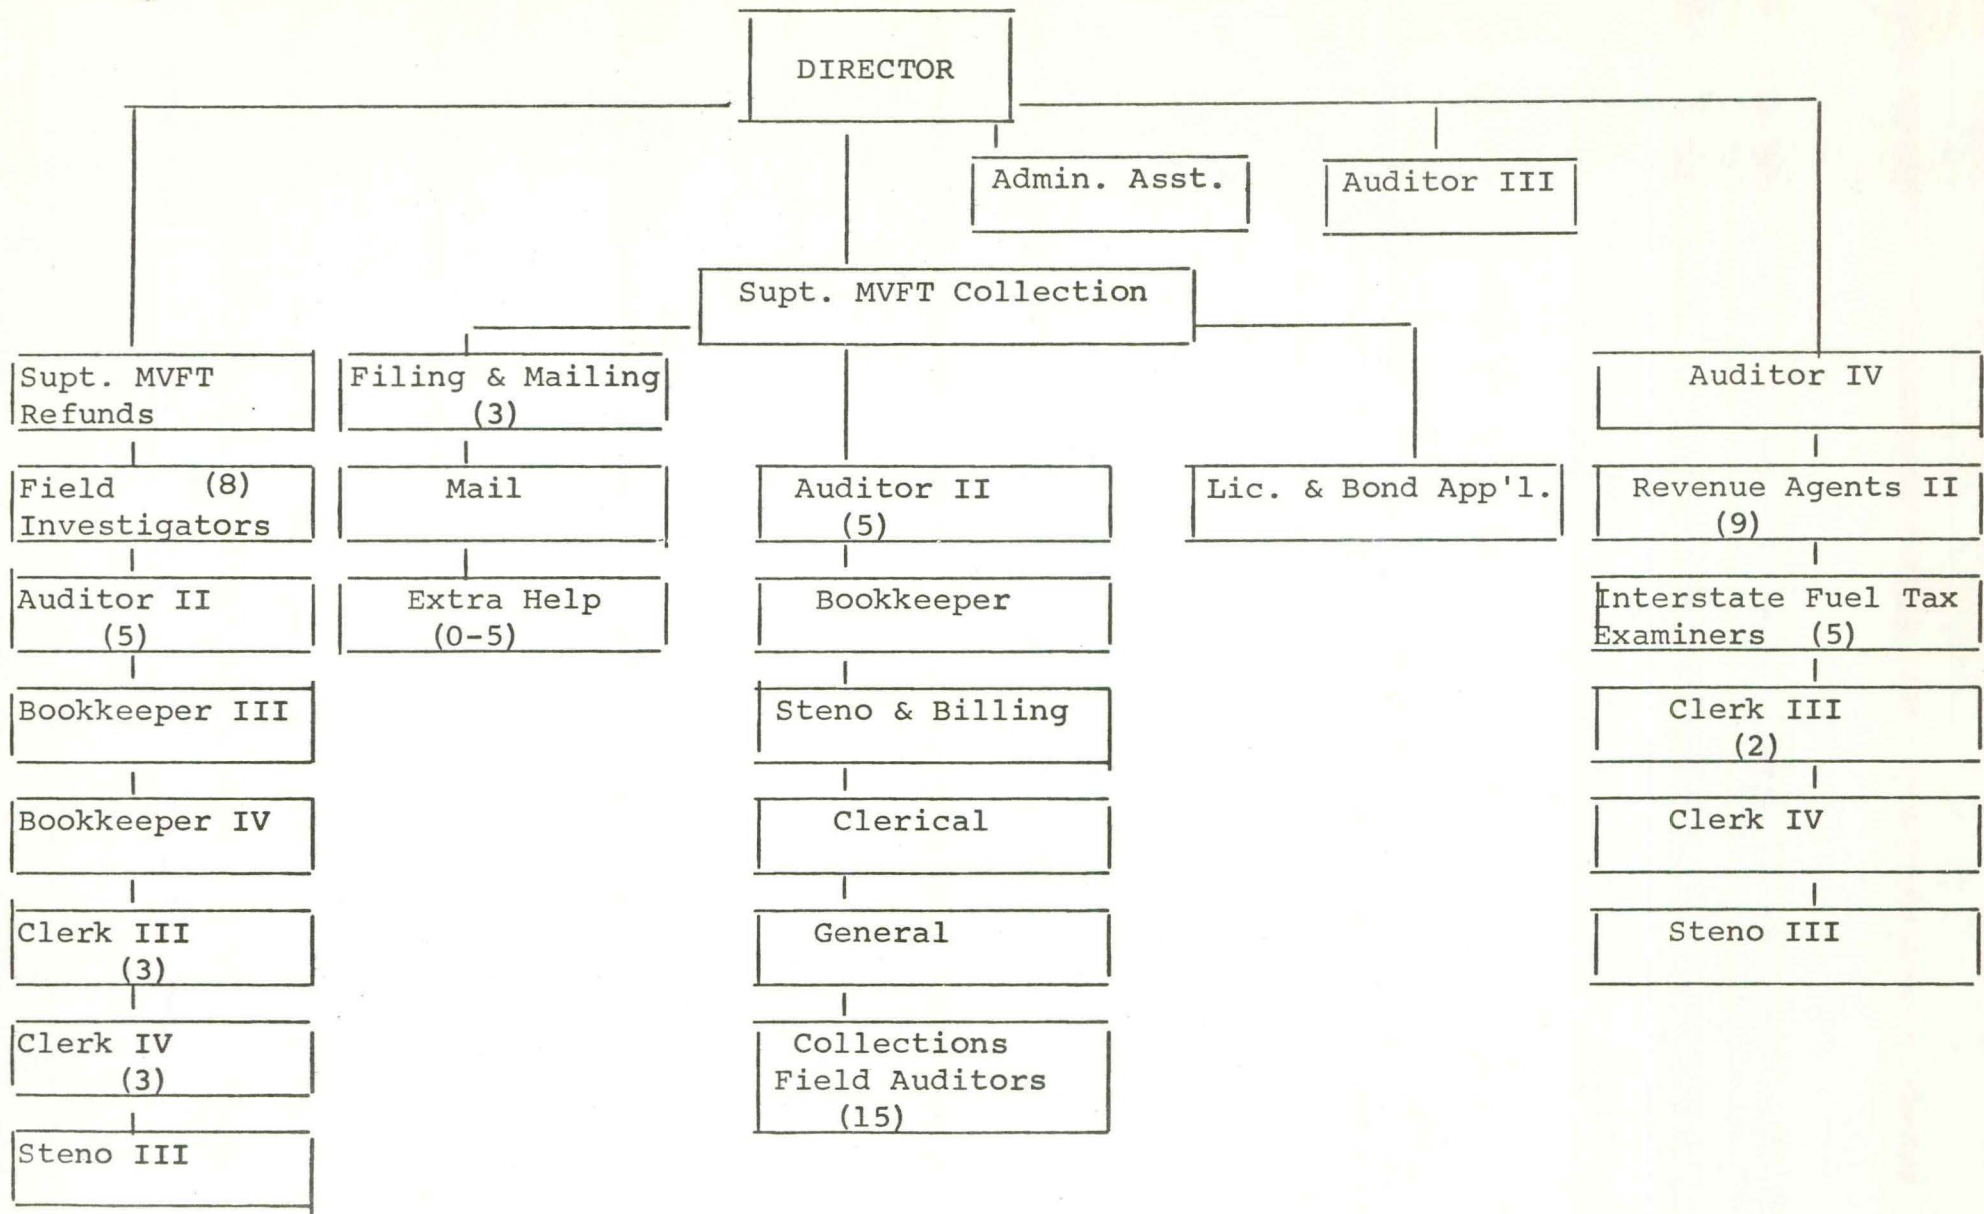 DIRECTOR
Admin. Asst.
Auditor III
Supt. MVFT Collection
Supt. MVFT
Refunds
Field (8)
Investigators
Auditor II
(5)
Bookkeeper III
Bookkeeper IV
Clerk III
(3)
Clerk IV
(3)
Steno III
Filing & Mailing
(3)
Mail
Extra Help
(0-5)
Auditor II
(5)
Bookkeeper
Steno & Billing
Clerical
General
Collections
Field Auditors
(15)
Lic. & Bond App'l.
Auditor IV
Revenue Agents II
(9)
Interstate Fuel Tax
Examiners (5)
Clerk III
(2)
Clerk IV
Steno III